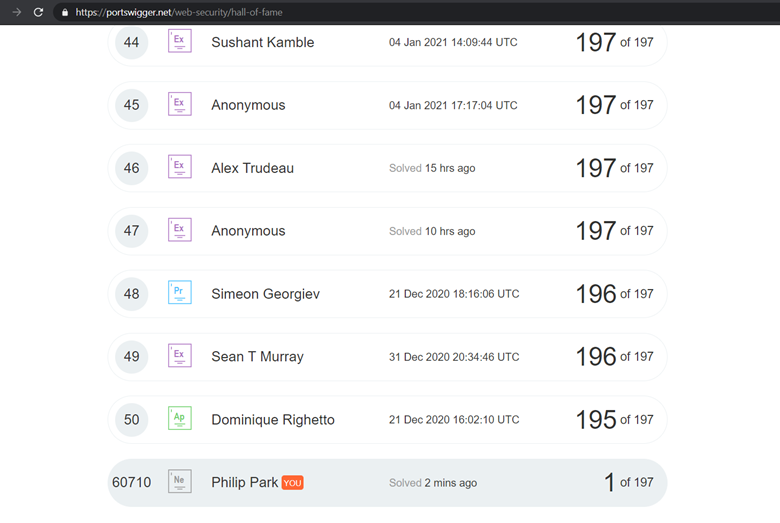 https://portswigger.net/web-security/hall-of-fame
44 Ex Sushant Kamble 04 Jan 2021 14:09:44 UTC 197 of 197
45 Ex Anonymous 04 Jan 2021 17:17:04 UTC 197 of 197
46 Ex Alex Trudeau Solved 15 hrs ago 197 of 197
47 Ex Anonymous Solved 10 hrs ago 197 of 197
48 Pr Simeon Georgiev 21 Dec 2020 18:16:06 UTC 196 of 197
49 Ex Sean T Murray 31 Dec 2020 20:34:46 UTC 196 of 197
50 Ap Dominique Righetto 21 Dec 2020 16:02:10 UTC 195 of 197
60710 Ne Philip Park YOU Solved 2 mins ago 1 of 197